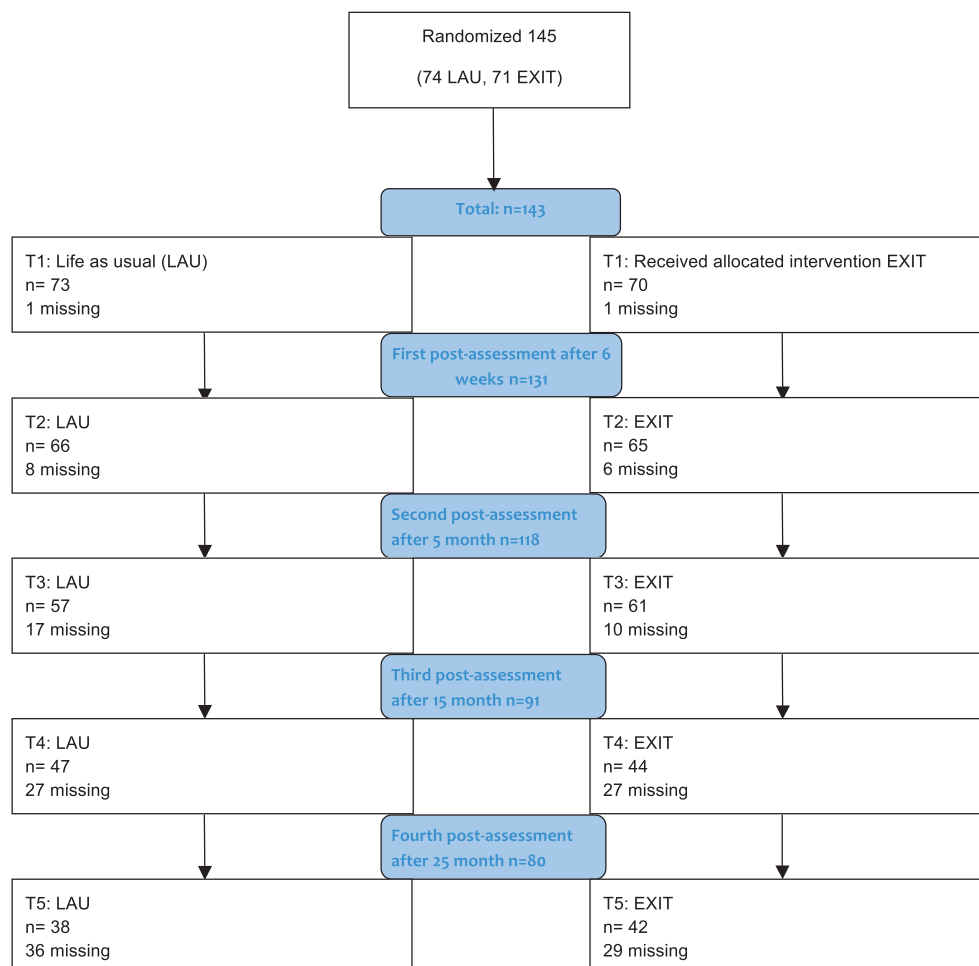 Randomized 145
(74 LAU, 71 EXIT)
Total: n=143
T1: Life as usual (LAU)
n= 73
1 missing
T1: Received allocated intervention EXIT
n= 70
1 missing
First post-assessment after 6
weeks n=131
T2: LAU
n= 66
8 missing
T2: EXIT
n= 65
6 missing
Second post-assessment
after 5 month n=118
T3: LAU
n= 57
17 missing
T3: EXIT
n= 61
10 missing
Third post-assessment
after 15 month n=91
T4: LAU
n= 47
27 missing
T4: EXIT
n= 44
27 missing
Fourth post-assessment
after 25 month n=80
T5: LAU
n= 38
36 missing
T5: EXIT
n= 42
29 missing